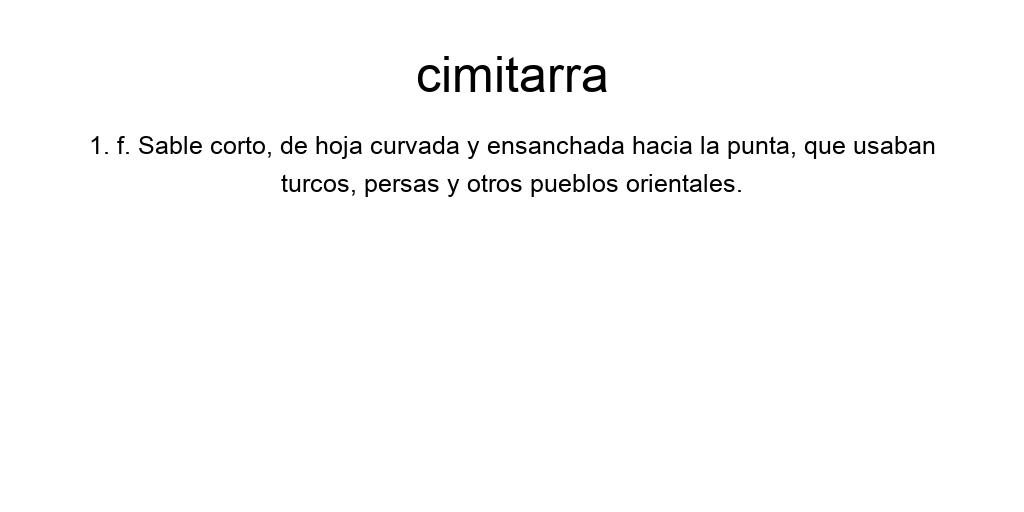 cimitarra
1. f. Sable corto, de hoja curvada y ensanchada hacia la punta, que usaban
turcos, persas y otros pueblos orientales.